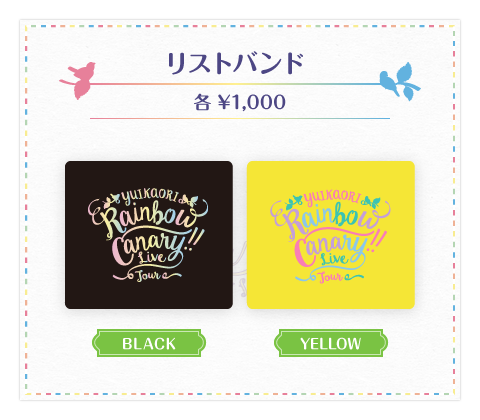 リストバンド
各 ¥1,000
YUIKAORI
Rainbow
Canary!!
Live
Tour
YUIKAORI
Rainbow
Canary!!
Live
Tour
BLACK
YELLOW